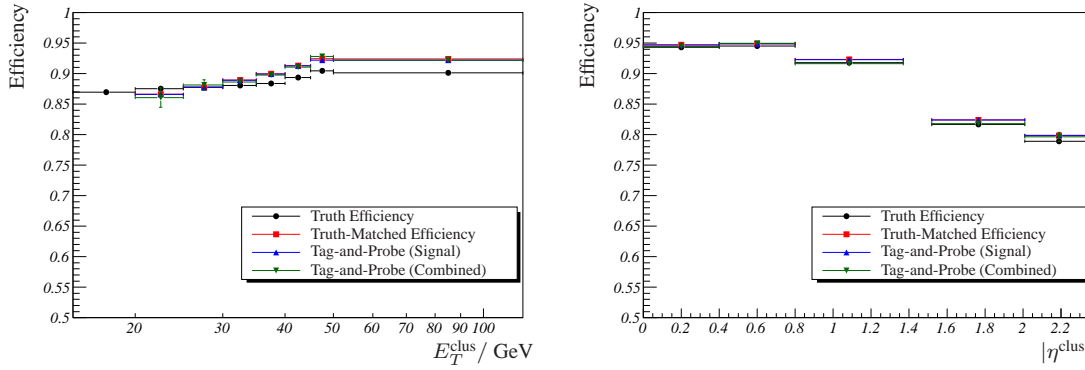 Efficiency
1
0.95
0.9
0.85
0.8
0.75
0.7
0.65
0.6
0.55
0.5
Truth Efficiency
Truth-Matched Efficiency
Tag-and-Probe (Signal)
Tag-and-Probe (Combined)
20 30 40 50 60 70 80 90 100
E_T^clus / GeV
Efficiency
1
0.95
0.9
0.85
0.8
0.75
0.7
0.65
0.6
0.55
0.5
Truth Efficiency
Truth-Matched Efficiency
Tag-and-Probe (Signal)
Tag-and-Probe (Combined)
0 0.2 0.4 0.6 0.8 1 1.2 1.4 1.6 1.8 2 2.2
|η^clus